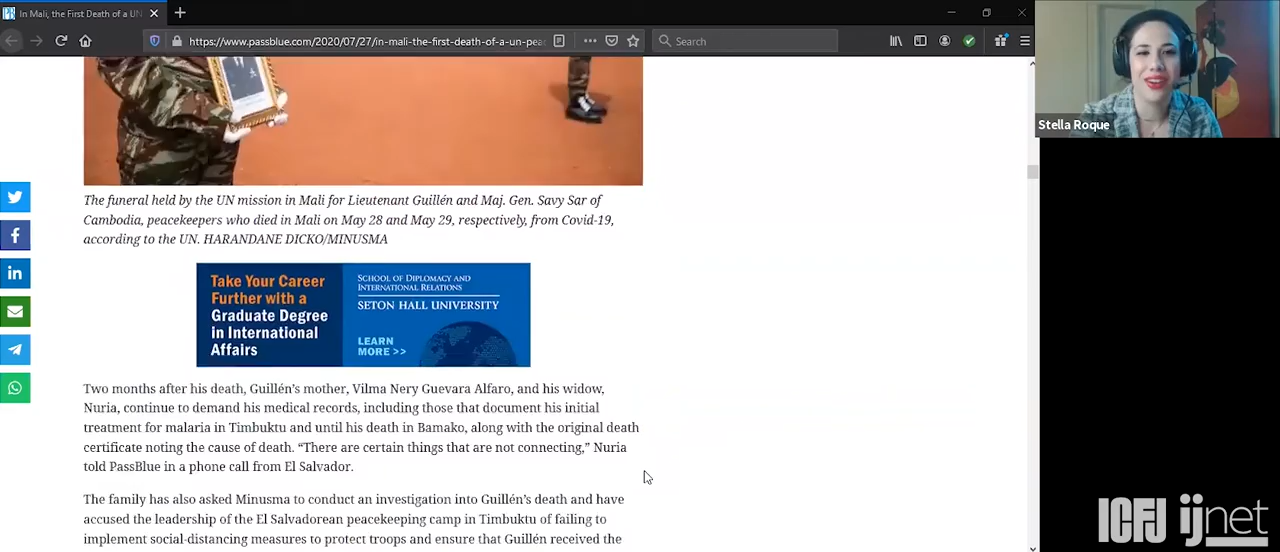 In Mali, the First Death of a UN
https://www.passblue.com/2020/07/27/in-mali-the-first-death-of-a-un-pea
Search
Stella Roque
The funeral held by the UN mission in Mali for Lieutenant Guillén and Maj. Gen. Savy Sar of
Cambodia, peacekeepers who died in Mali on May 28 and May 29, respectively, from Covid-19,
according to the UN. HARANDANE DICKO/MINUSMA
Take Your Career
Further with a
Graduate Degree
in International
Affairs
SCHOOL OF DIPLOMACY AND
INTERNATIONAL RELATIONS
SETON HALL UNIVERSITY
LEARN
MORE >>
Two months after his death, Guillén’s mother, Vilma Nery Guevara Alfaro, and his widow,
Nuria, continue to demand his medical records, including those that document his initial
treatment for malaria in Timbuktu and until his death in Bamako, along with the original death
certificate noting the cause of death. “There are certain things that are not connecting,” Nuria
told PassBlue in a phone call from El Salvador.
The family has also asked Minusma to conduct an investigation into Guillén’s death and have
accused the leadership of the El Salvadorean peacekeeping camp in Timbuktu of failing to
implement social-distancing measures to protect troops and ensure that Guillén received the
ICFJ ijnet